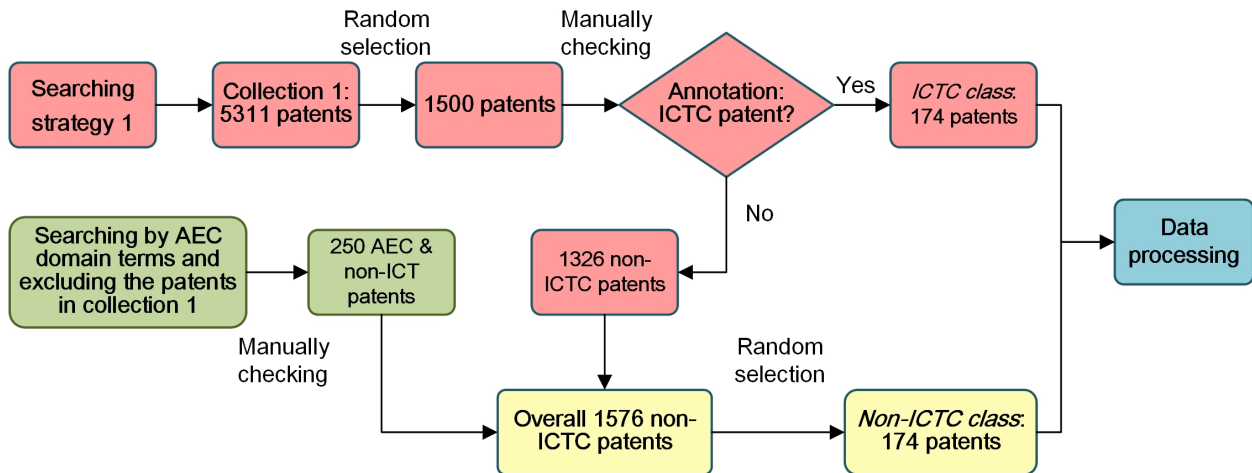 Random
selection
Manually
checking
Searching
strategy 1
Collection 1:
5311 patents
1500 patents
Annotation:
ICTC patent?
Yes
ICTC class:
174 patents
No
Searching by AEC
domain terms and
excluding the patents
in collection 1
250 AEC &
non-ICT
patents
1326 non-
ICTC patents
Data
processing
Manually
checking
Random
selection
Overall 1576 non-
ICTC patents
Non-ICTC class:
174 patents